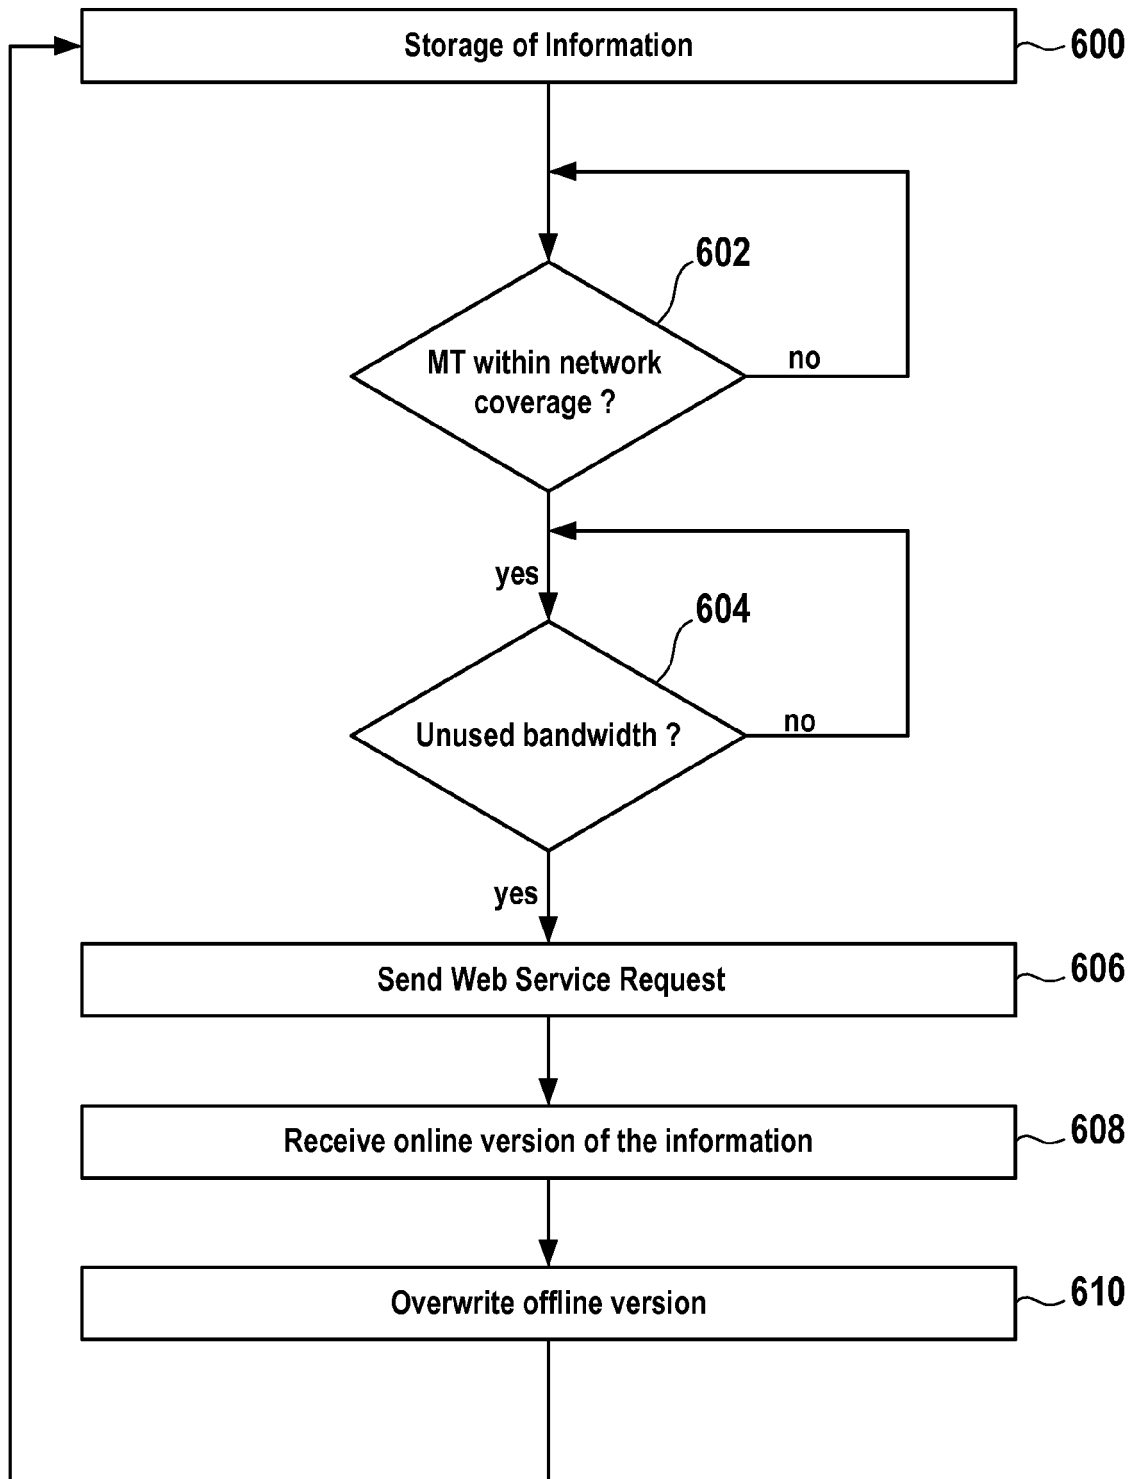 Storage of Information
600
602
MT within network
coverage ?
no
yes
604
Unused bandwidth ?
no
yes
Send Web Service Request
606
Receive online version of the information
608
Overwrite offline version
610